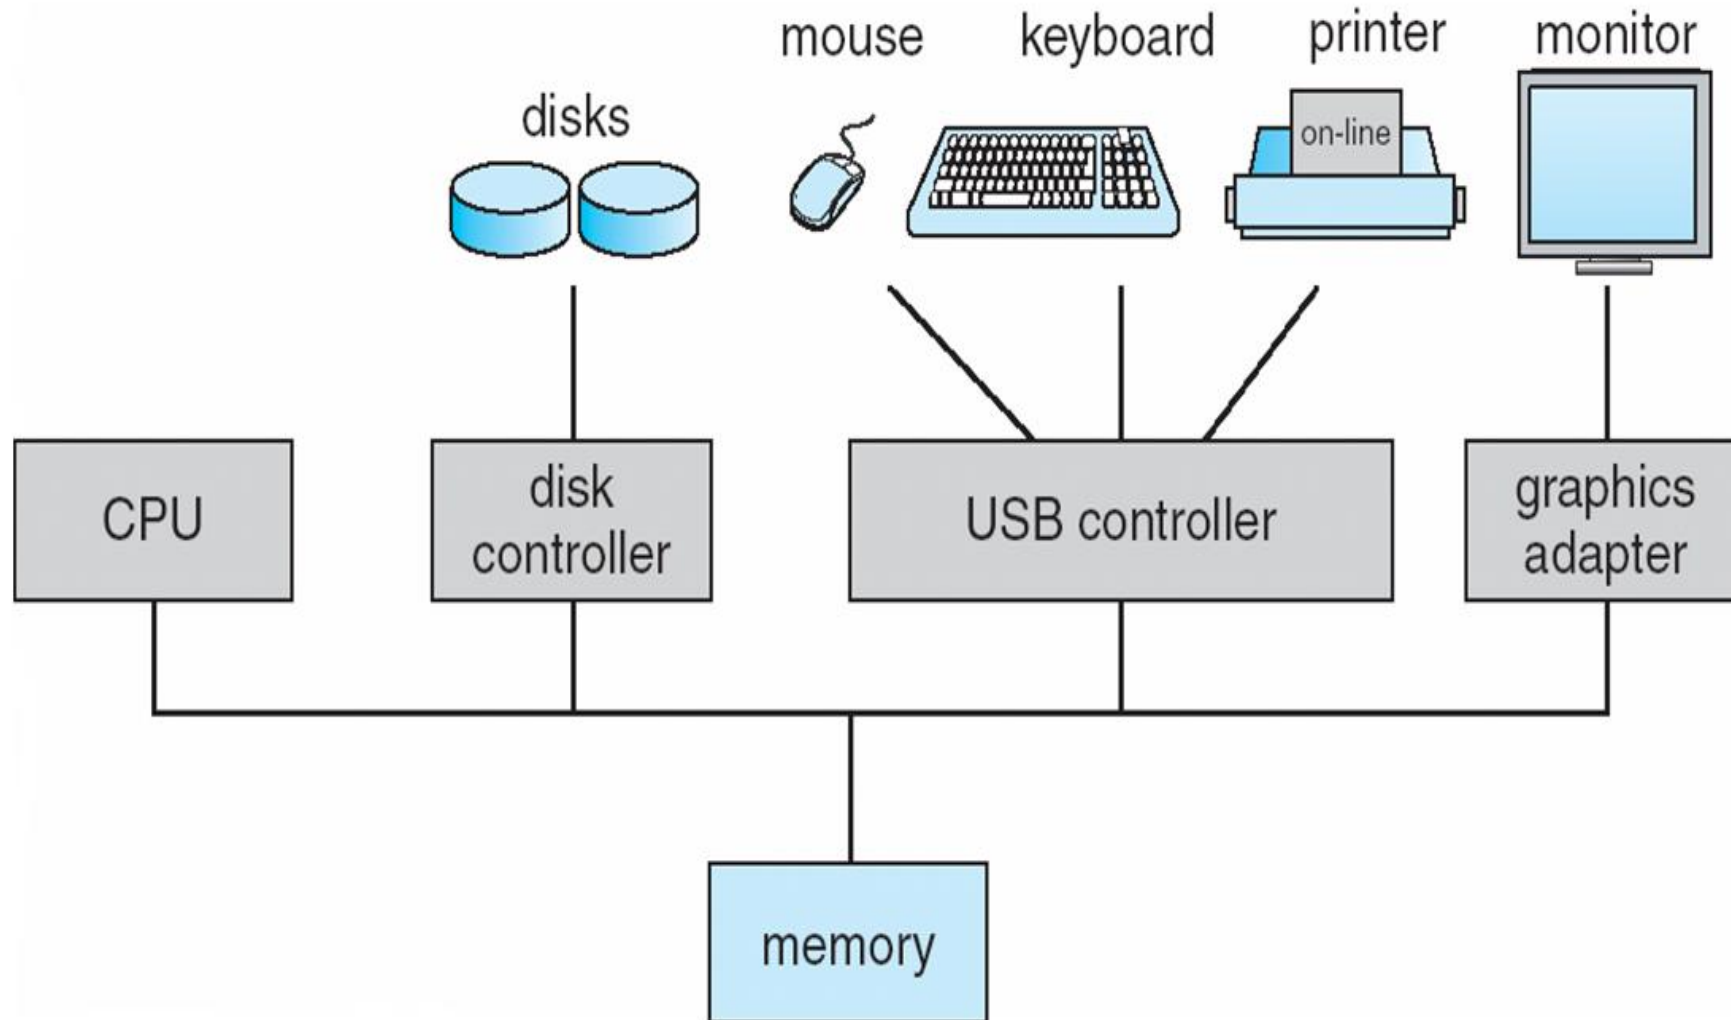 mouse
keyboard
printer
monitor
disks
on-line
CPU
disk
controller
USB controller
graphics
adapter
memory